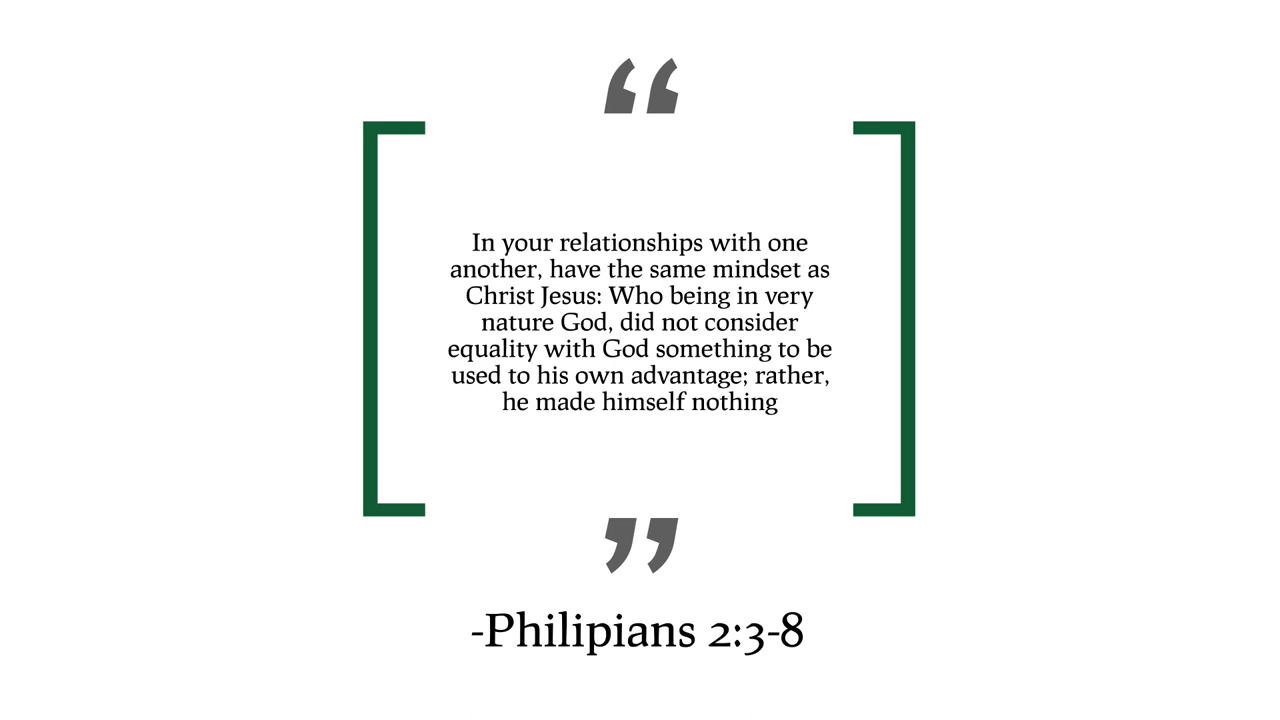 “
In your relationships with one
another, have the same mindset as
Christ Jesus: Who being in very
nature God, did not consider
equality with God something to be
used to his own advantage; rather,
he made himself nothing
”
-Philipians 2:3-8